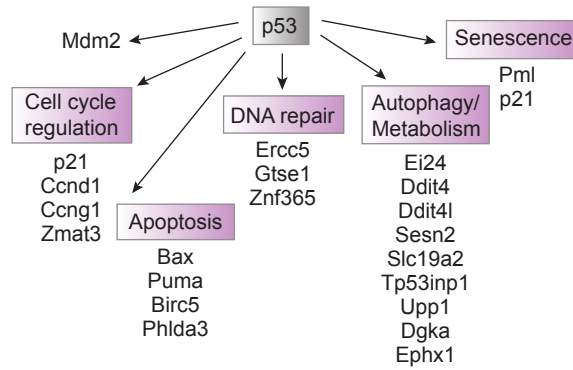 p53
Mdm2
Senescence
Pml
p21
Cell cycle
regulation
p21
Ccnd1
Ccng1
Zmat3
Apoptosis
Bax
Puma
Birc5
Phlda3
DNA repair
Ercc5
Gtse1
Znf365
Autophagy/
Metabolism
Ei24
Ddit4
Ddit4l
Sesn2
Slc19a2
Tp53inp1
Upp1
Dgka
Ephx1